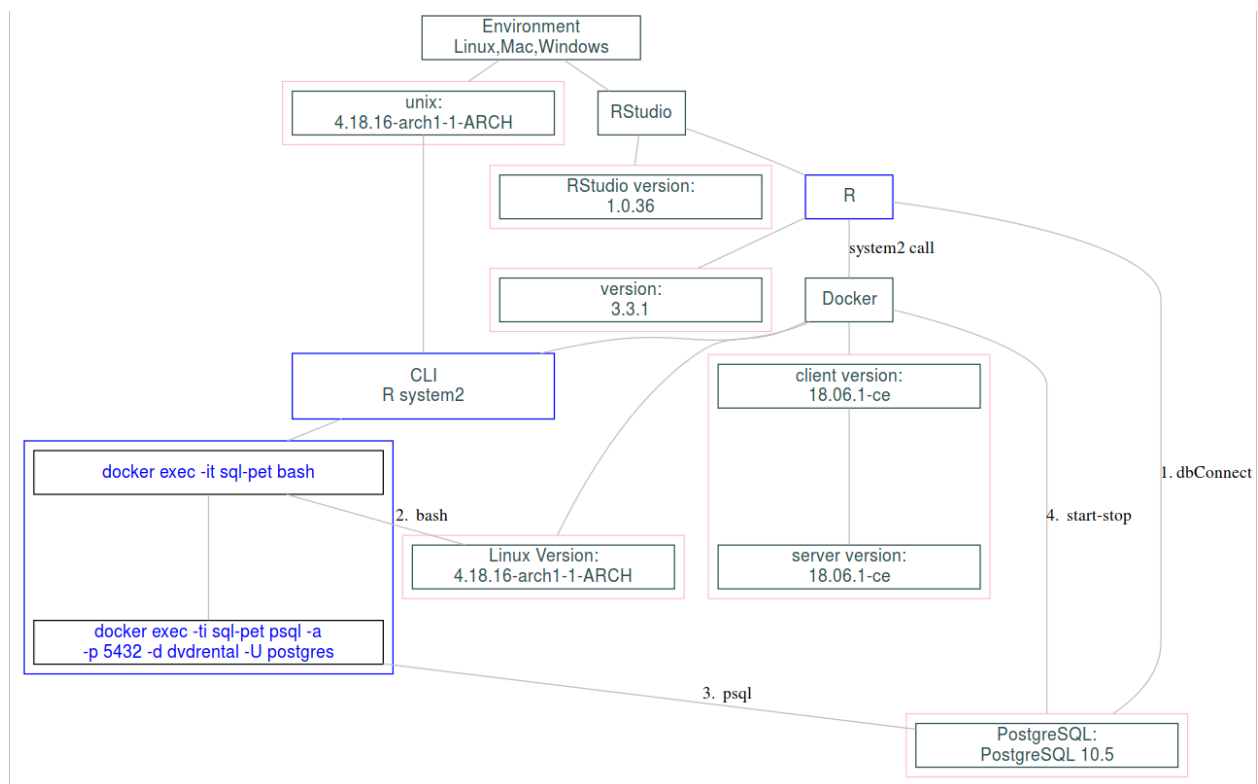 Environment
Linux,Mac,Windows
unix:
4.18.16-arch1-1-ARCH
RStudio
RStudio version:
1.0.36
R
system2 call
version:
3.3.1
Docker
CLI
R system2
client version:
18.06.1-ce
docker exec -it sql-pet bash
1. dbConnect
2.  bash
4.  start-stop
Linux Version:
4.18.16-arch1-1-ARCH
server version:
18.06.1-ce
docker exec -ti sql-pet psql -a
-p 5432 -d dvdrental -U postgres
3.  psql
PostgreSQL:
PostgreSQL 10.5